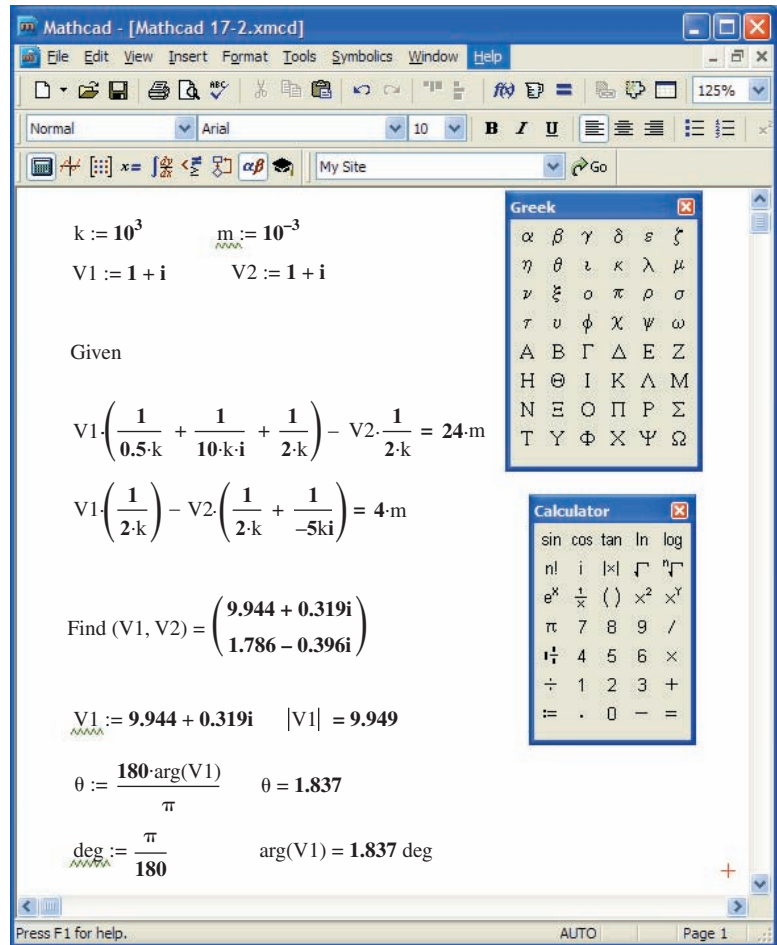 Mathcad - [Mathcad 17-2.xmcd]
File Edit View Insert Format Tools Symbolics Window Help
125%
Normal Arial 10 B I U
αβ My Site Go
k := 10^3 m := 10^–3
V1 := 1 + i V2 := 1 + i
Given
V1·(1/(0.5·k) + 1/(10·k·i) + 1/(2·k)) – V2·1/(2·k) = 24·m
V1·(1/(2·k)) – V2·(1/(2·k) + 1/(–5ki)) = 4·m
Find (V1, V2) = (9.944 + 0.319i
1.786 – 0.396i)
V1 := 9.944 + 0.319i |V1| = 9.949
θ := 180·arg(V1)/π θ = 1.837
deg := π/180 arg(V1) = 1.837 deg
Greek
α β γ δ ε ζ
η θ ι κ λ μ
ν ξ ο π ρ σ
τ υ φ χ ψ ω
Α Β Γ Δ Ε Ζ
Η Θ Ι Κ Λ Μ
Ν Ξ Ο Π Ρ Σ
Τ Υ Φ Χ Ψ Ω
Calculator
sin cos tan ln log
n! i |×| √ ⁿ√
e^x 1/x ( ) ×² ×^Y
π 7 8 9 /
4 5 6 ×
÷ 1 2 3 +
:= . 0 − =
Press F1 for help. AUTO Page 1